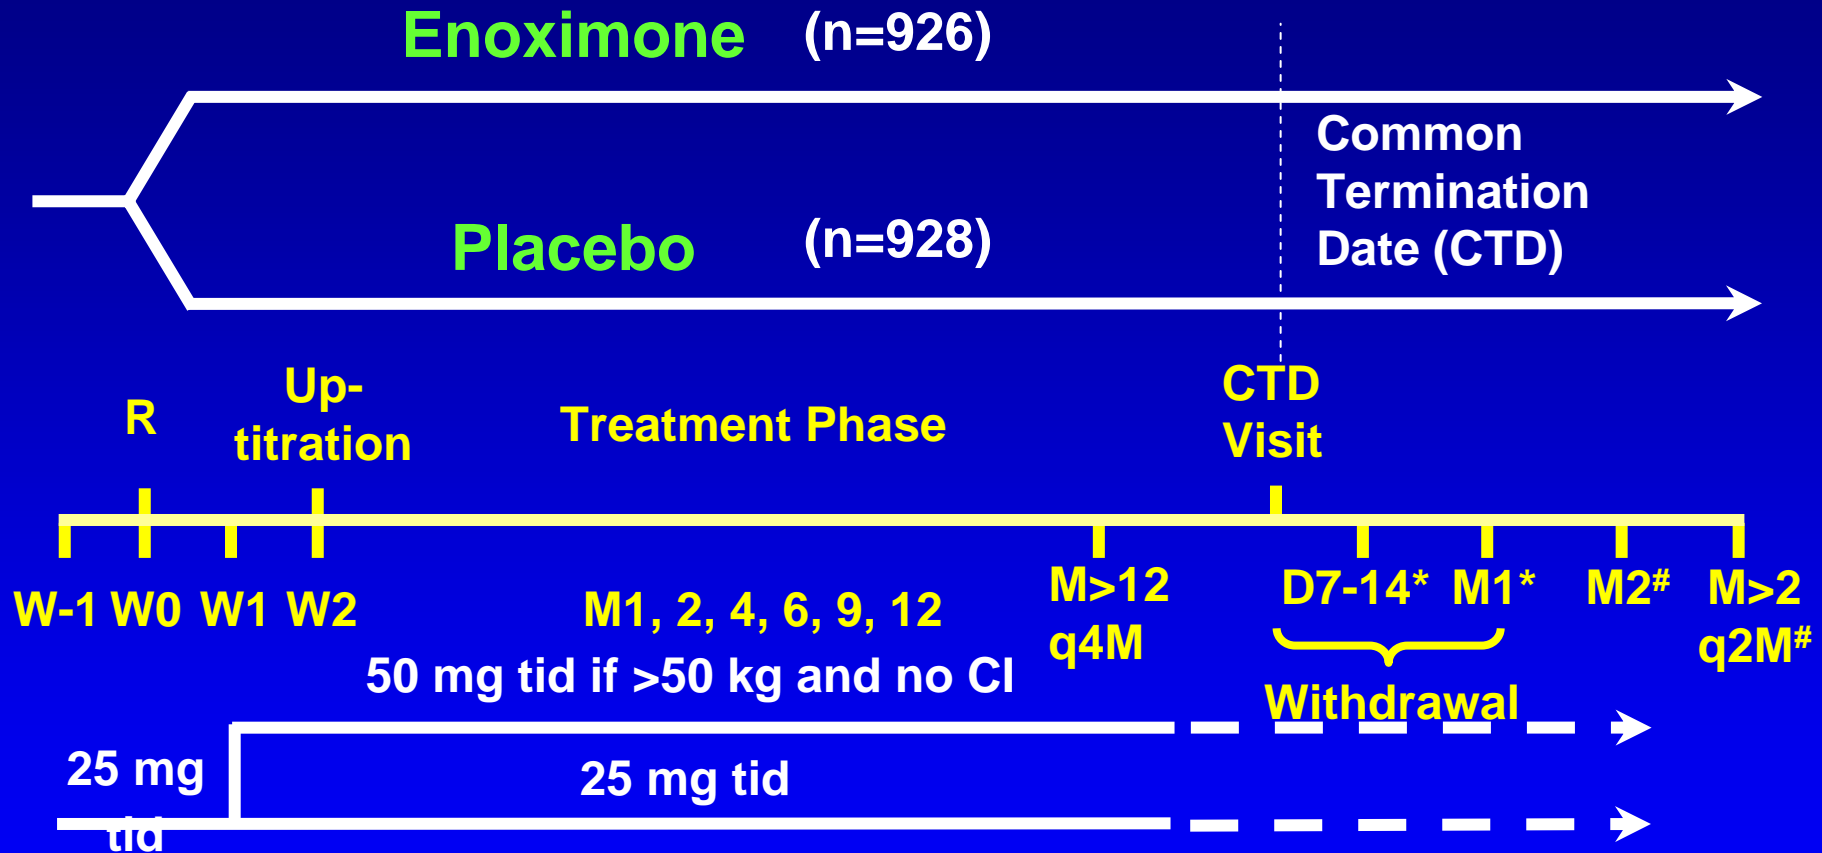 Enoximone (n=926)
Common
Termination
Date (CTD)
Placebo (n=928)
R
Up-
titration
Treatment Phase
CTD
Visit
W-1 W0 W1 W2
M1, 2, 4, 6, 9, 12
M>12
q4M
D7-14* M1* M2# M>2
q2M#
Withdrawal
50 mg tid if >50 kg and no CI
25 mg
tid
25 mg tid